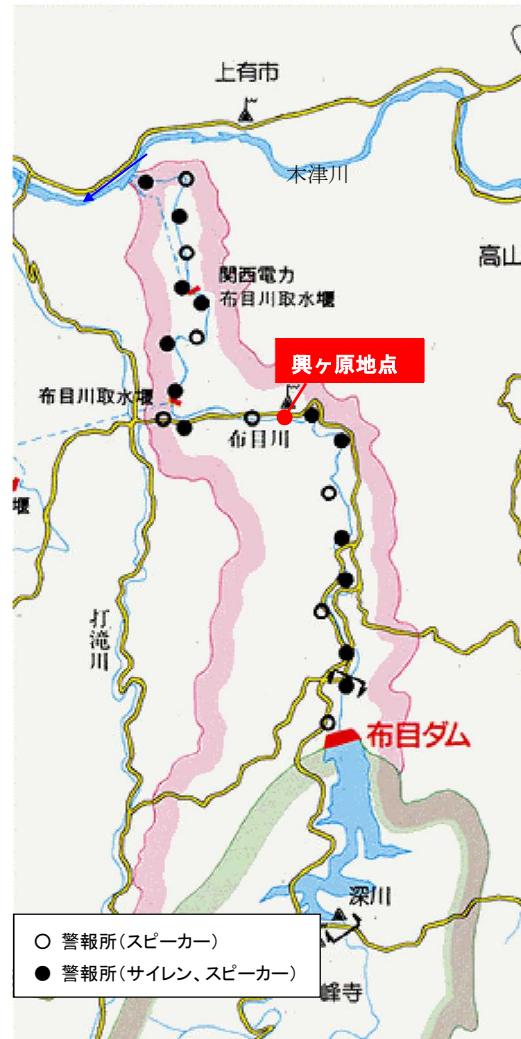 上有市
木津川
高山
関西電力
布目川取水堰
興ヶ原地点
布目川取水堰
布目川
堰
打滝川
布目ダム
深川
峰寺
○ 警報所(スピーカー)
● 警報所(サイレン、スピーカー)